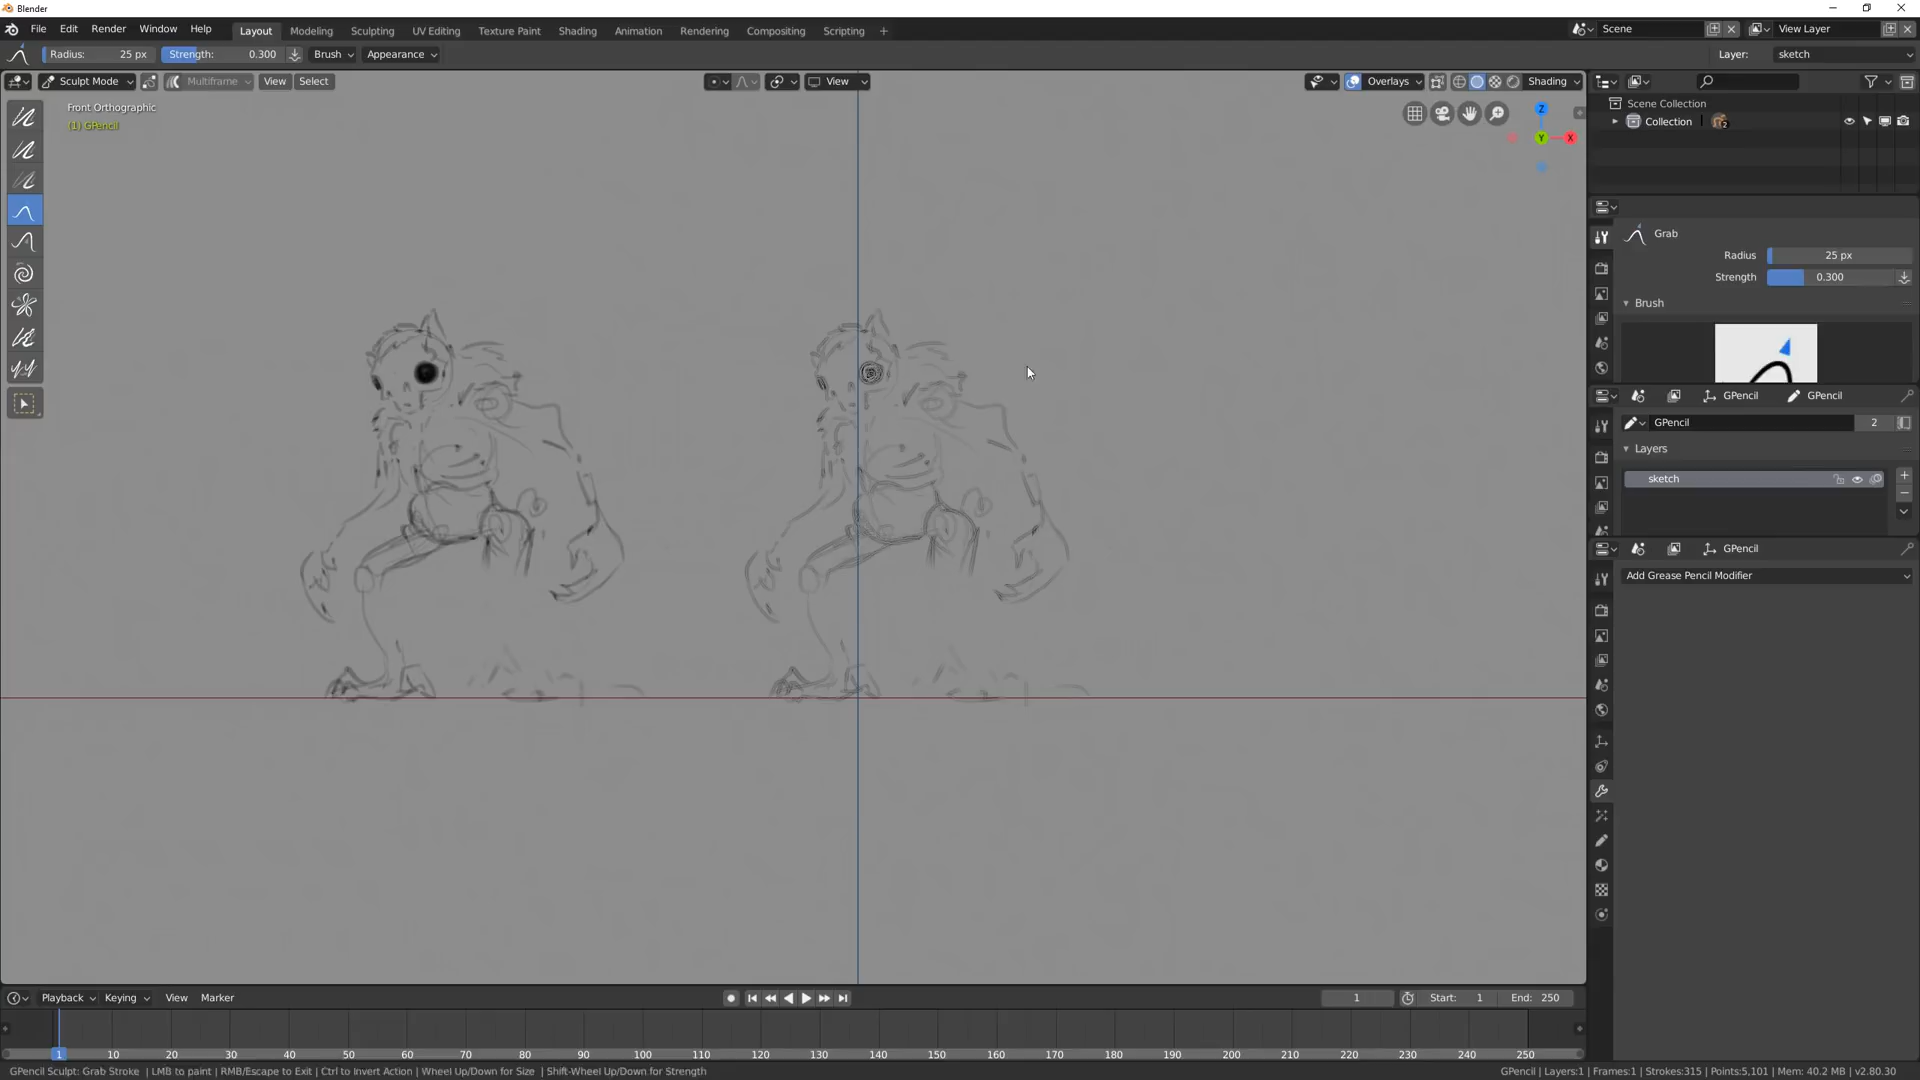 Blender
File Edit Render Window Help Layout Modeling Sculpting UV Editing Texture Paint Shading Animation Rendering Compositing Scripting + Scene View Layer
Radius: 25 px Strength: 0.300 Brush Appearance Layer: sketch
Sculpt Mode Multiframe View Select View Overlays Shading
Front Orthographic
(1) GPencil
Z
Y
X
Scene Collection
Collection 2
Grab
Radius 25 px
Strength 0.300
Brush
GPencil GPencil
GPencil 2
Layers
sketch
GPencil
Add Grease Pencil Modifier
Playback Keying View Marker 1 Start: 1 End: 250
1 10 20 30 40 50 60 70 80 90 100 110 120 130 140 150 160 170 180 190 200 210 220 230 240 250
GPencil Sculpt: Grab Stroke | LMB to paint | RMB/Escape to Exit | Ctrl to Invert Action | Wheel Up/Down for Size | Shift-Wheel Up/Down for Strength GPencil | Layers:1 | Frames:1 | Strokes:315 | Points:5,101 | Mem: 40.2 MB | v2.80.30